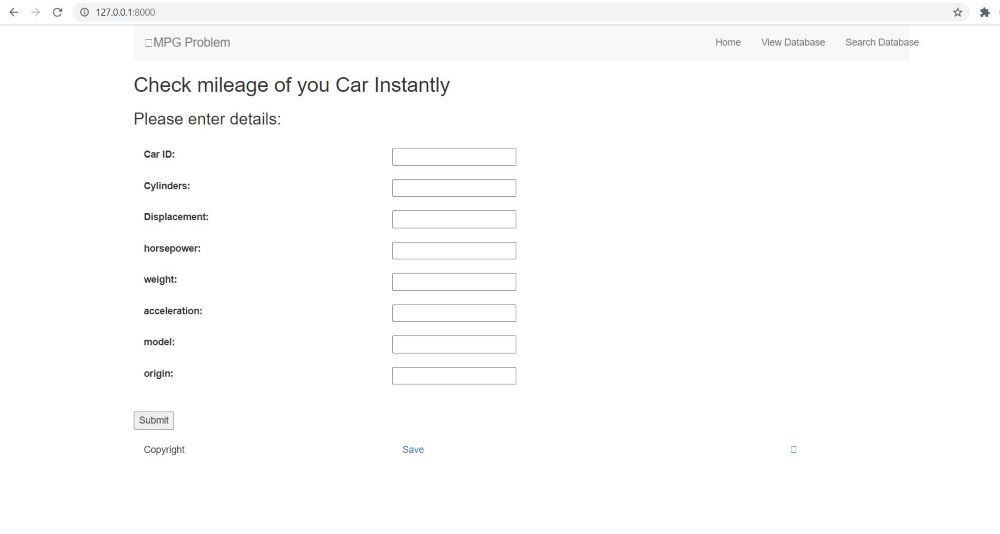 127.0.0.1:8000
MPG Problem Home View Database Search Database
Check mileage of you Car Instantly
Please enter details:
Car ID:
Cylinders:
Displacement:
horsepower:
weight:
acceleration:
model:
origin:
Submit
Copyright Save